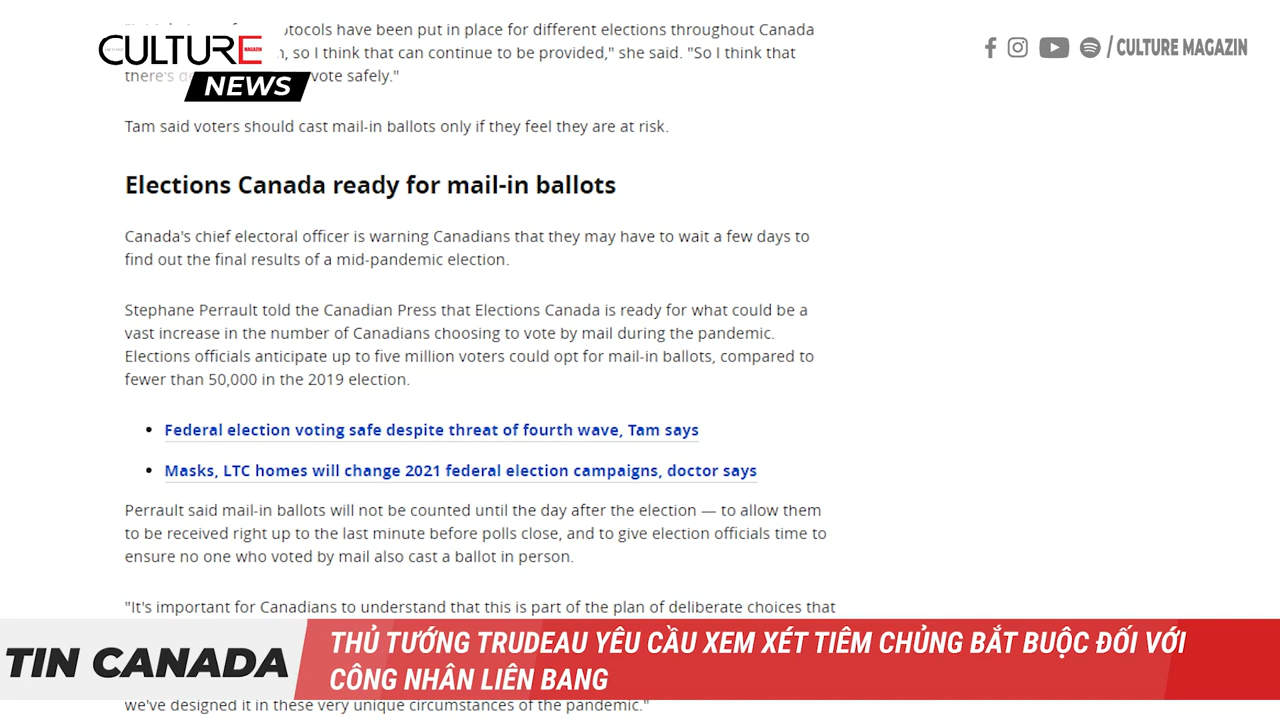 otocols have been put in place for different elections throughout Canada
so I think that can continue to be provided," she said. "So I think that
there's vote safely."
CULTURE
MAGAZIN
NEWS
/ CULTURE MAGAZIN
Tam said voters should cast mail-in ballots only if they feel they are at risk.
Elections Canada ready for mail-in ballots
Canada's chief electoral officer is warning Canadians that they may have to wait a few days to
find out the final results of a mid-pandemic election.
Stephane Perrault told the Canadian Press that Elections Canada is ready for what could be a
vast increase in the number of Canadians choosing to vote by mail during the pandemic.
Elections officials anticipate up to five million voters could opt for mail-in ballots, compared to
fewer than 50,000 in the 2019 election.
• Federal election voting safe despite threat of fourth wave, Tam says
• Masks, LTC homes will change 2021 federal election campaigns, doctor says
Perrault said mail-in ballots will not be counted until the day after the election — to allow them
to be received right up to the last minute before polls close, and to give election officials time to
ensure no one who voted by mail also cast a ballot in person.
"It's important for Canadians to understand that this is part of the plan of deliberate choices that
TIN CANADA
THỦ TƯỚNG TRUDEAU YÊU CẦU XEM XÉT TIÊM CHỦNG BẮT BUỘC ĐỐI VỚI
CÔNG NHÂN LIÊN BANG
we've designed it in these very unique circumstances of the pandemic."